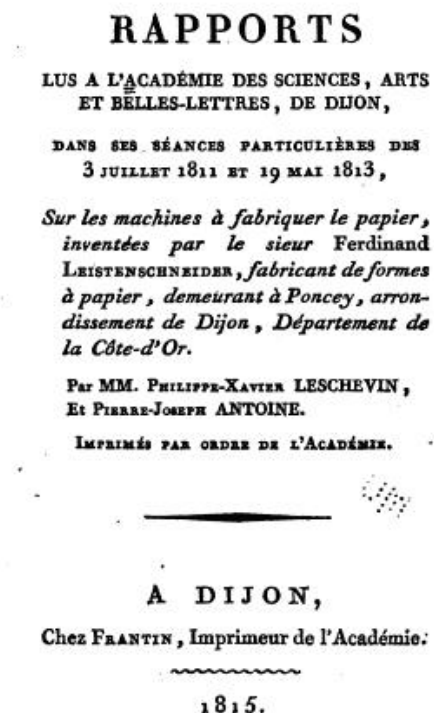 RAPPORTS
LUS A L'ACADÉMIE DES SCIENCES, ARTS
ET BELLES-LETTRES, DE DIJON,
DANS SES SÉANCES PARTICULIÈRES DES
3 JUILLET 1811 ET 19 MAI 1813,
Sur les machines à fabriquer le papier,
inventées par le sieur Ferdinand
LEISTENSCHNEIDER, fabricant de formes
à papier, demeurant à Poncey, arron-
dissement de Dijon, Département de
la Côte-d'Or.
Par MM. PHILIPPE-XAVIER LESCHEVIN,
Et PIERRE-JOSEPH ANTOINE.
IMPRIMÉS PAR ORDRE DE L'ACADÉMIE.
A DIJON,
Chez FRANTIN, Imprimeur de l'Académie.
1815.